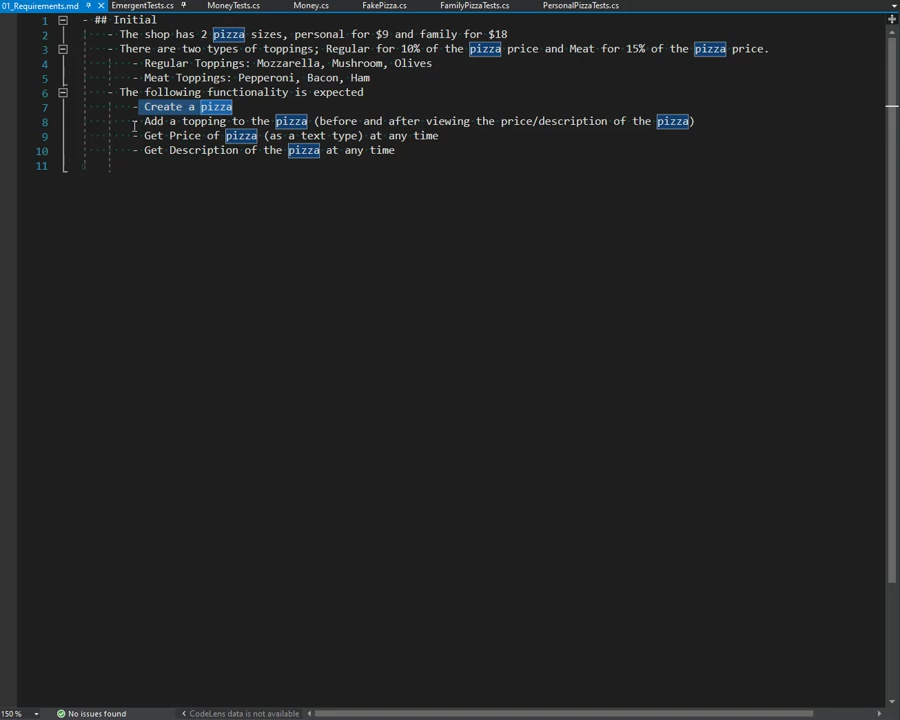 01_Requirements.md EmergentTests.cs MoneyTests.cs Money.cs FakePizza.cs FamilyPizzaTests.cs PersonalPizzaTests.cs
1 - ## Initial
2 - The shop has 2 pizza sizes, personal for $9 and family for $18
3 - There are two types of toppings; Regular for 10% of the pizza price and Meat for 15% of the pizza price.
4 - Regular Toppings: Mozzarella, Mushroom, Olives
5 - Meat Toppings: Pepperoni, Bacon, Ham
6 - The following functionality is expected
7 - Create a pizza
8 - Add a topping to the pizza (before and after viewing the price/description of the pizza)
9 - Get Price of pizza (as a text type) at any time
10 - Get Description of the pizza at any time
11
150 % No issues found CodeLens data is not available